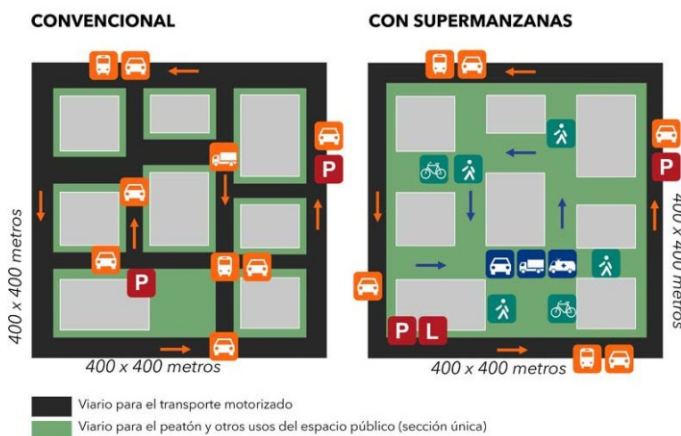 CONVENCIONAL
CON SUPERMANZANAS
P
P
P
P L
400 x 400 metros
400 x 400 metros
400 x 400 metros
400 x 400 metros
Viario para el transporte motorizado
Viario para el peatón y otros usos del espacio público (sección única)